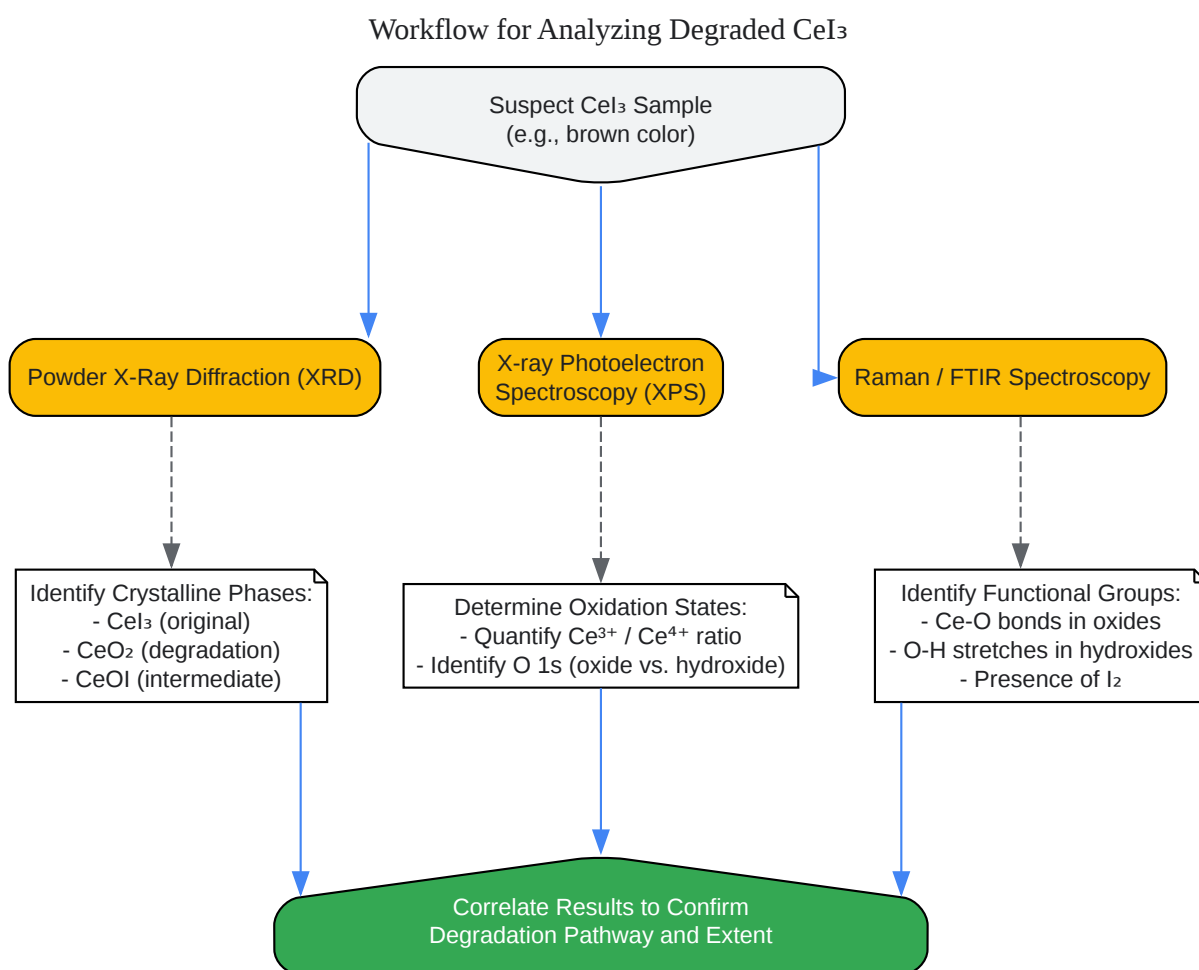 Workflow for Analyzing Degraded CeI₃
Suspect CeI₃ Sample
(e.g., brown color)
Powder X-Ray Diffraction (XRD)
X-ray Photoelectron
Spectroscopy (XPS)
Raman / FTIR Spectroscopy
Identify Crystalline Phases:
- CeI₃ (original)
- CeO₂ (degradation)
- CeOI (intermediate)
Determine Oxidation States:
- Quantify Ce³⁺ / Ce⁴⁺ ratio
- Identify O 1s (oxide vs. hydroxide)
Identify Functional Groups:
- Ce-O bonds in oxides
- O-H stretches in hydroxides
- Presence of I₂
Correlate Results to Confirm
Degradation Pathway and Extent